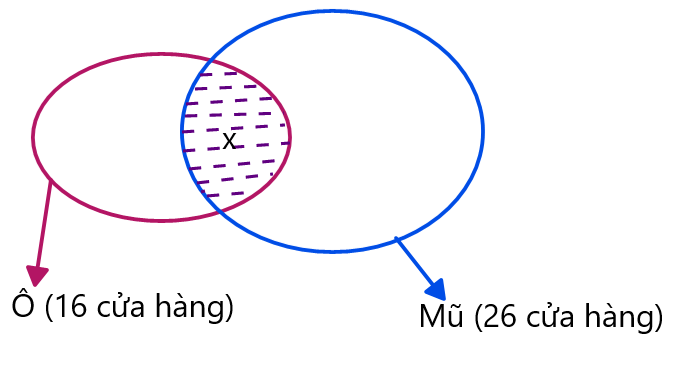 x
Ô (16 cửa hàng)
Mũ (26 cửa hàng)